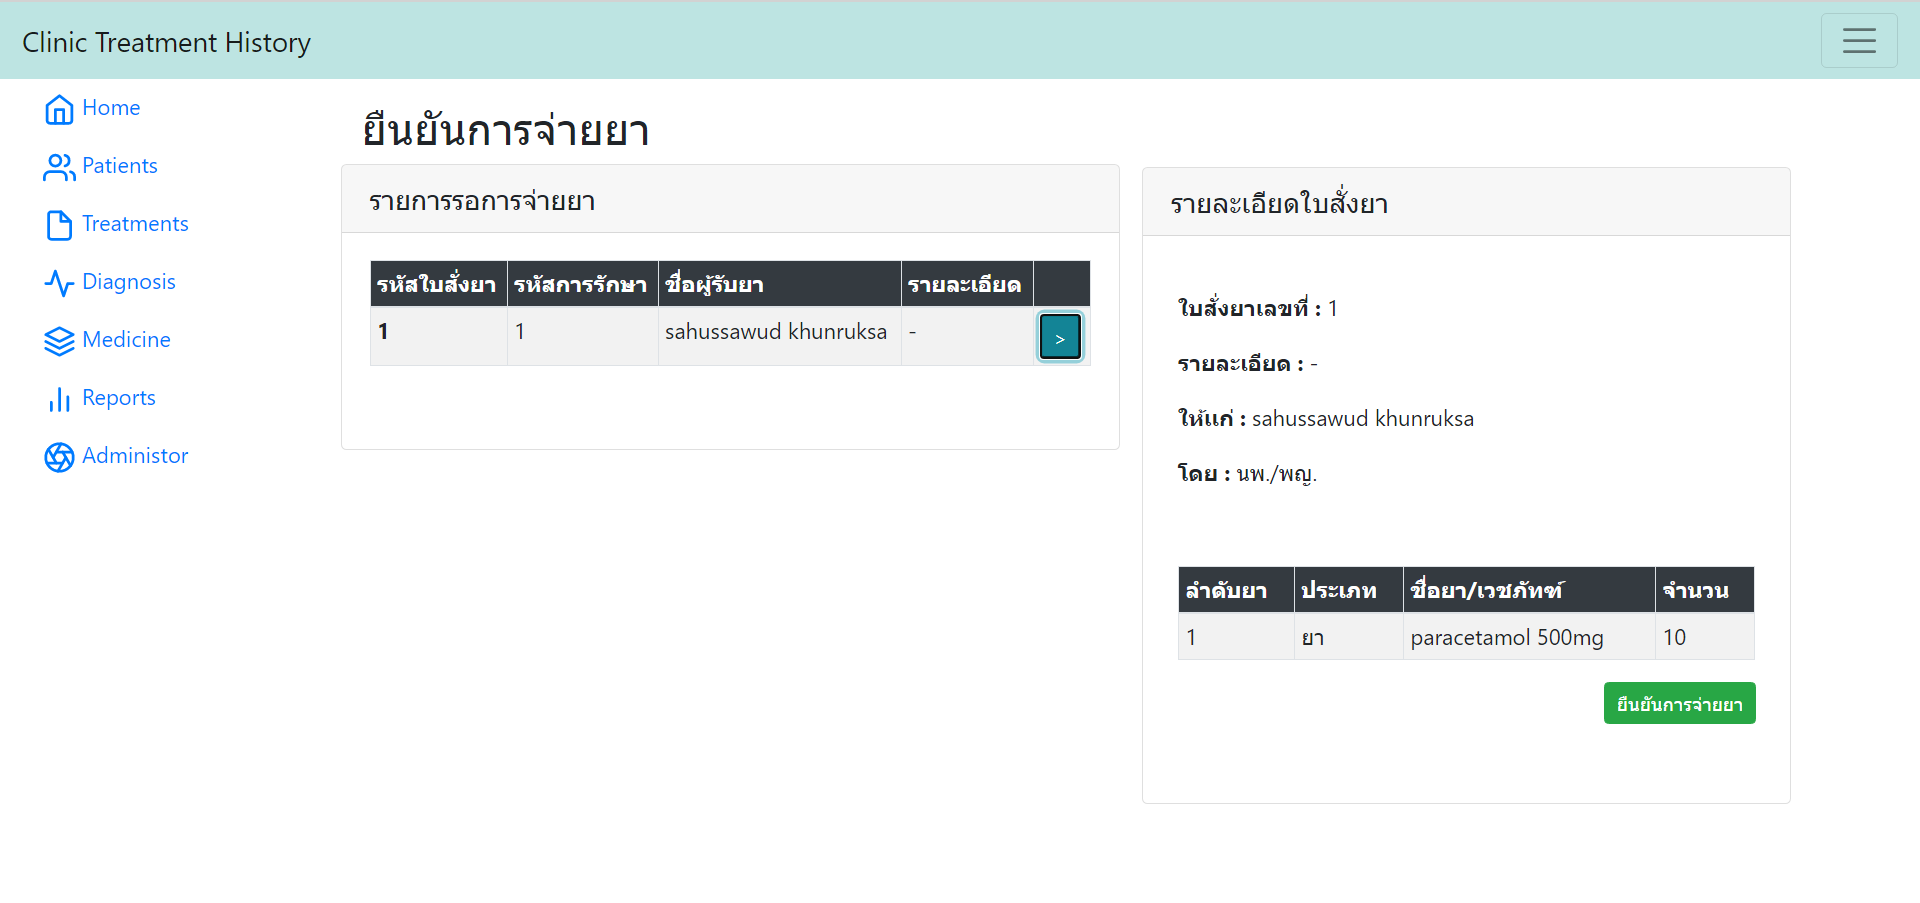 Clinic Treatment History
Home
Patients
Treatments
Diagnosis
Medicine
Reports
Administor
ยืนยันการจ่ายยา
รายการรอการจ่ายยา
รหัสใบสั่งยา รหัสการรักษา ชื่อผู้รับยา รายละเอียด
1 1 sahussawud khunruksa - >
รายละเอียดใบสั่งยา
ใบสั่งยาเลขที่ : 1
รายละเอียด : -
ให้แก่ : sahussawud khunruksa
โดย : นพ./พญ.
ลำดับยา ประเภท ชื่อยา/เวชภัทฑ์ จำนวน
1 ยา paracetamol 500mg 10
ยืนยันการจ่ายยา